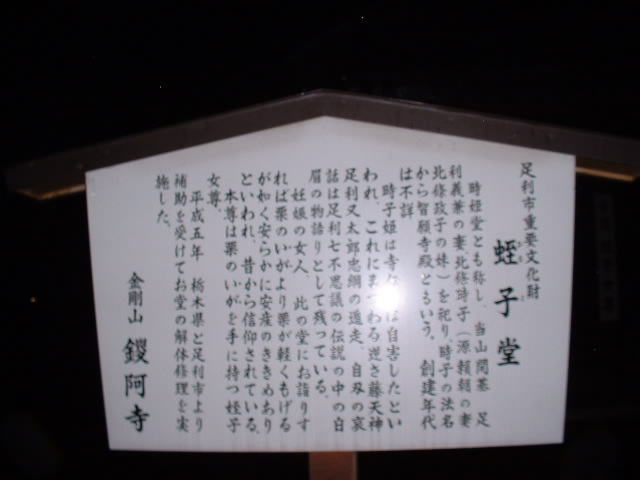 足利市重要文化財
蛭子堂
時姫堂とも称し、当山開基 足
利義兼の妻北條時子（源頼朝の妻
北條政子の妹）を祀り、時子の法名
から智願寺殿ともいう。 創建年代
は不詳
時子姫は寺 は自害したとい
われ、これにまつわる逆さ藤天神
足利又太郎忠綱の遁走、自刃の哀
話は足利七不思議の伝説の中の白
眉の物語りとして残っている。
妊娠の女人、此の堂にお詣りす
れば栗のいがより栗が軽くもげる
が如く安らかに安産のききめあり
といわれ、昔から信仰されている。
本尊は栗のいがを手に持つ蛭子
女尊。
平成五年 栃木県と足利市より
補助を受けてお堂の解体修理を実
施した。
金剛山 鑁阿寺